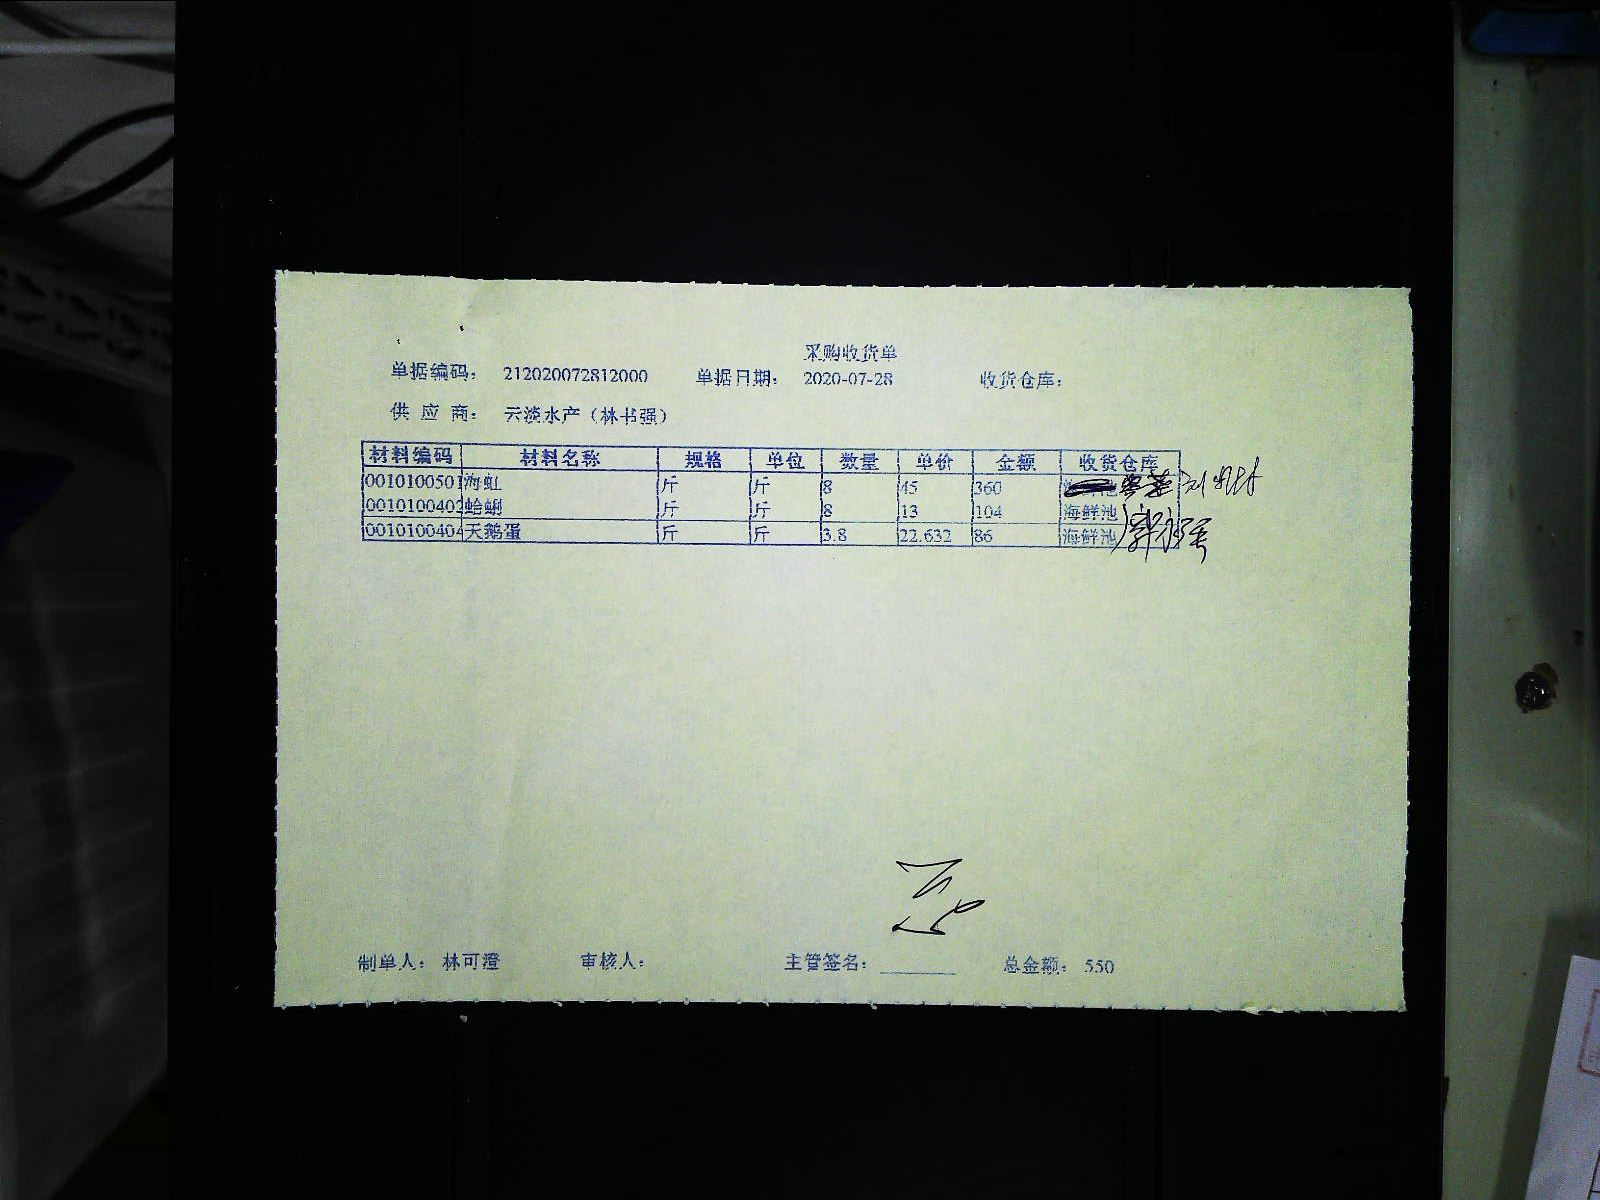 采购收货单
单据编码： 212020072812000 单据日期： 2020-07-28 收货仓库：
供 应 商： 云淡水产（林书强）
材料编码 材料名称 规格 单位 数量 单价 金额 收货仓库
0010100501 海虹 斤 斤 8 45 360
0010100402 蛤蜊 斤 斤 8 13 104 海鲜池
0010100404 天鹅蛋 斤 斤 3.8 22.632 86 海鲜池
制单人： 林可澄 审核人： 主管签名： 总金额： 550